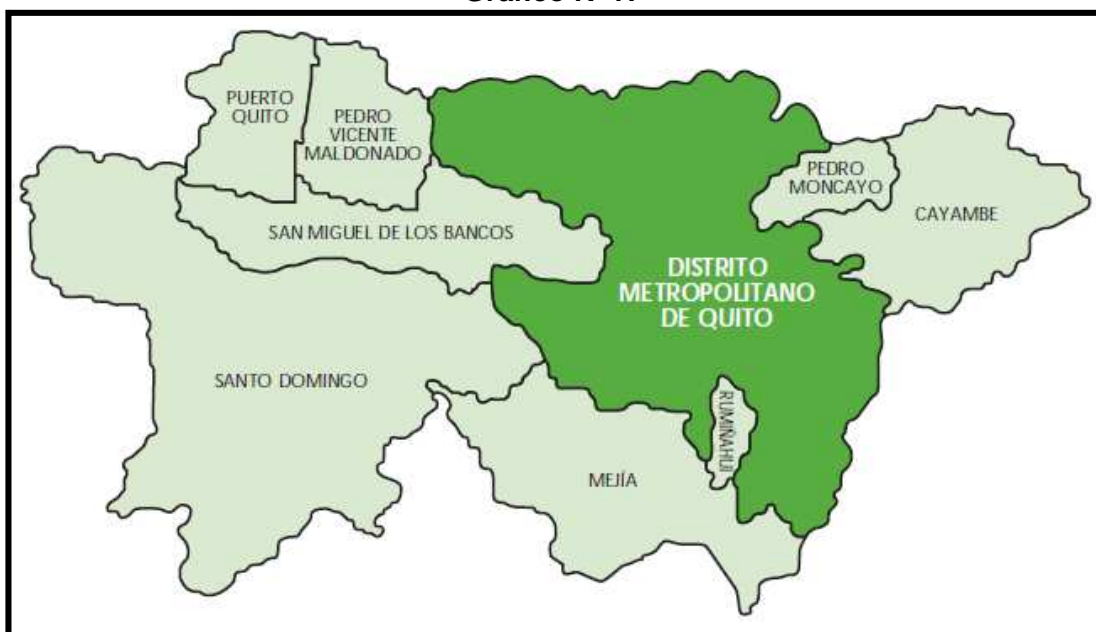 PUERTO
QUITO
PEDRO
VICENTE
MALDONADO
PEDRO
MONCAYO
CAYAMBE
SAN MIGUEL DE LOS BANCOS
DISTRITO
METROPOLITANO
DE QUITO
SANTO DOMINGO
RUMIÑAHUI
MEJÍA